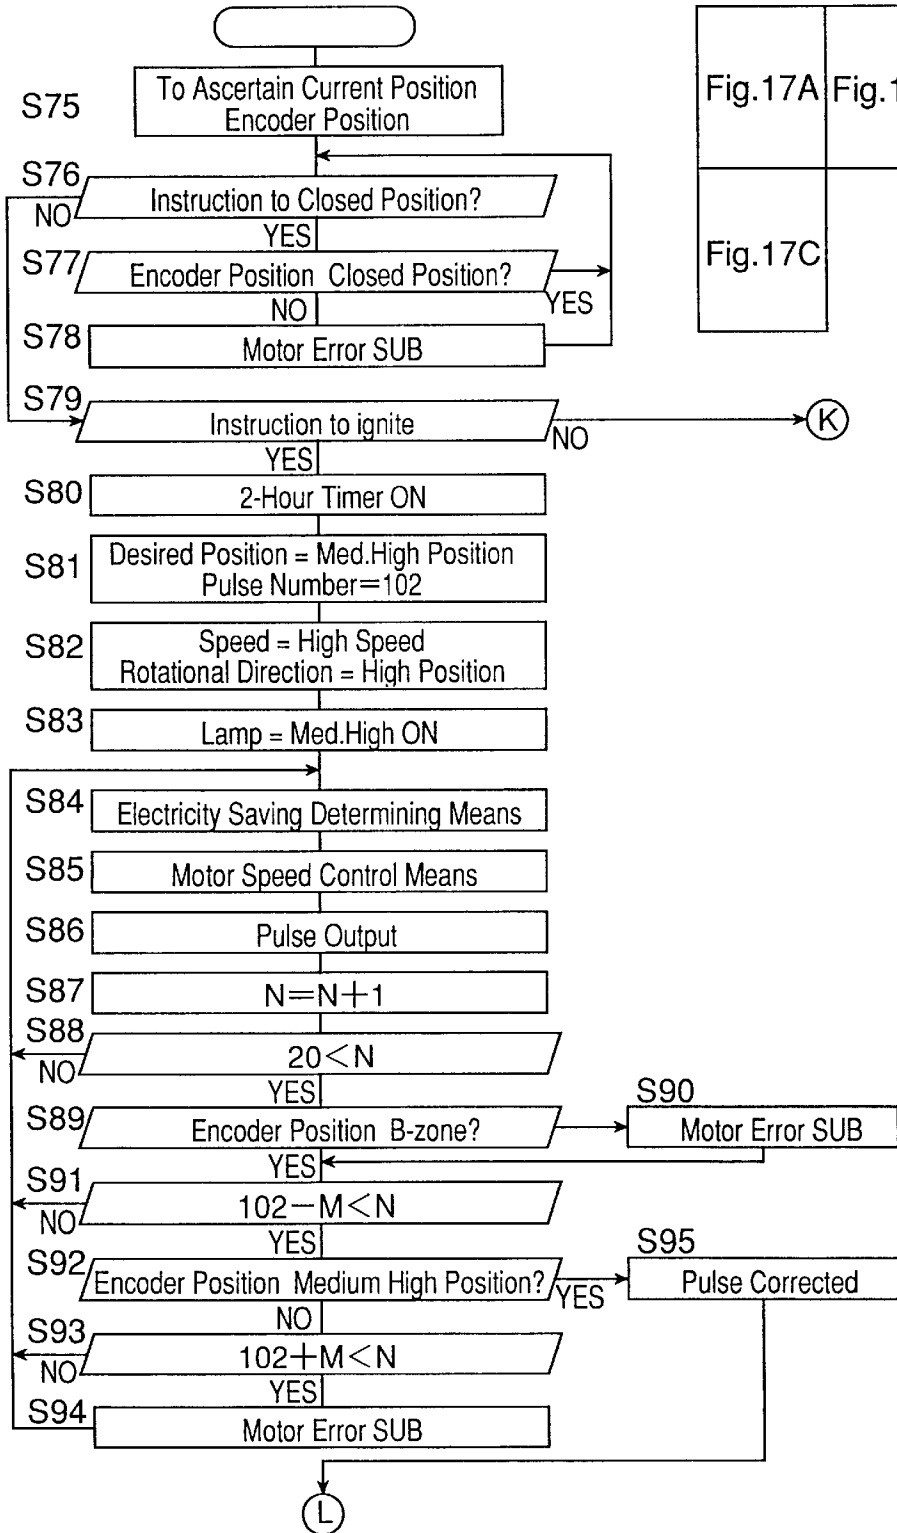 S75
To Ascertain Current Position
Encoder Position
Fig.17A
Fig.1
Fig.17C
S76
Instruction to Closed Position?
NO
YES
S77
Encoder Position Closed Position?
YES
NO
S78
Motor Error SUB
S79
Instruction to ignite
NO
K
YES
S80
2-Hour Timer ON
S81
Desired Position = Med.High Position
Pulse Number=102
S82
Speed = High Speed
Rotational Direction = High Position
S83
Lamp = Med.High ON
S84
Electricity Saving Determining Means
S85
Motor Speed Control Means
S86
Pulse Output
S87
N=N+1
S88
20<N
NO
YES
S89
Encoder Position B-zone?
S90
Motor Error SUB
YES
S91
102-M<N
NO
YES
S92
Encoder Position Medium High Position?
YES
S95
Pulse Corrected
NO
S93
102+M<N
NO
YES
S94
Motor Error SUB
L